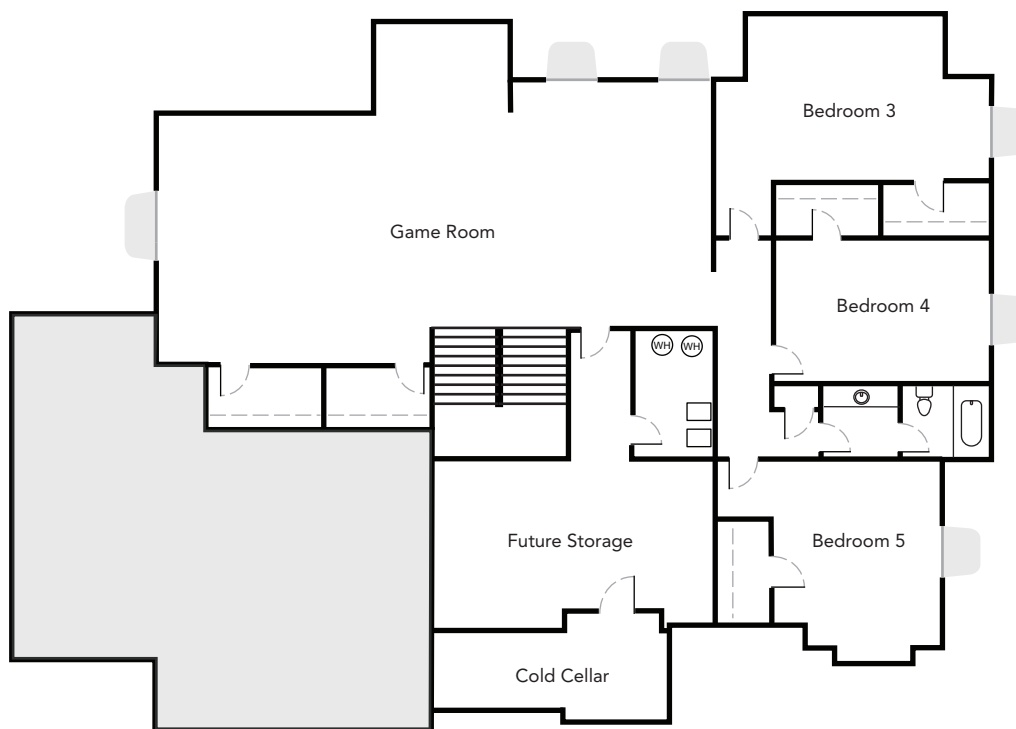 Bedroom 3
Game Room
Bedroom 4
WH WH
Future Storage
Bedroom 5
Cold Cellar